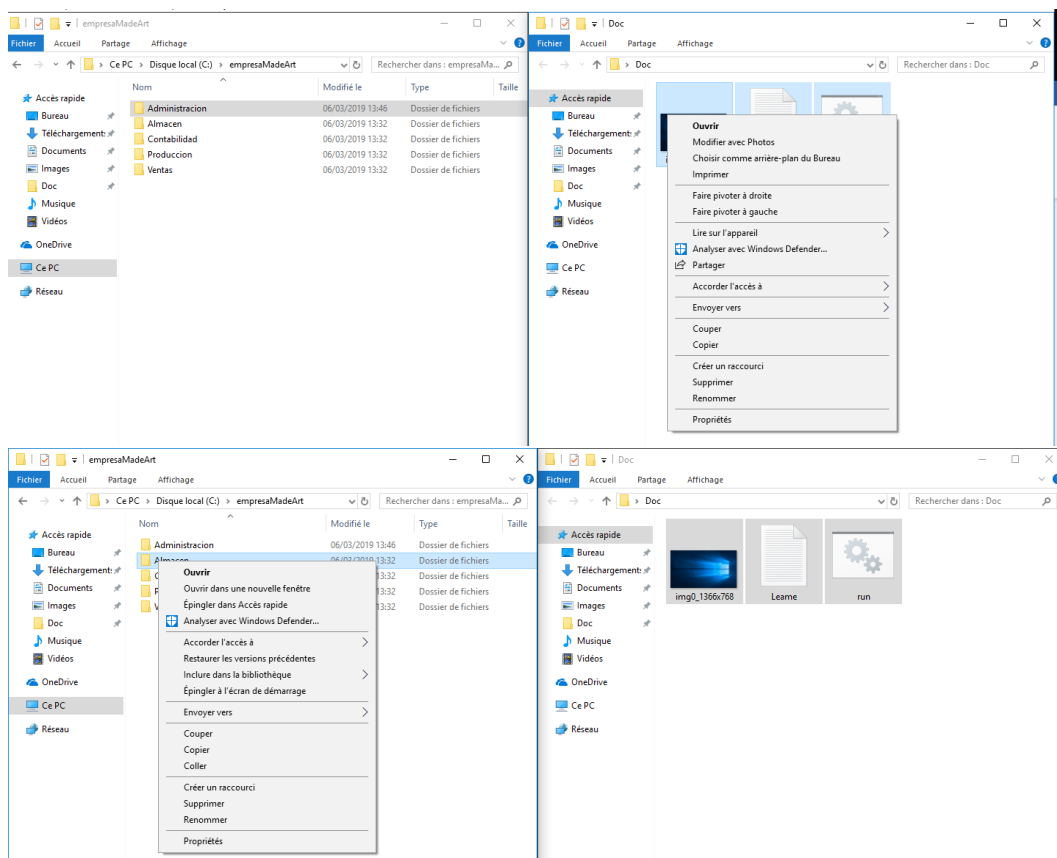 empresaMadeArt
Fichier Accueil Partage Affichage
Ce PC > Disque local (C:) > empresaMadeArt
Rechercher dans : empresaMa...
Nom Modifié le Type Taille
Accès rapide
Bureau
Téléchargements
Documents
Images
Doc
Musique
Vidéos
OneDrive
Ce PC
Réseau
Administracion 06/03/2019 13:46 Dossier de fichiers
Almacen 06/03/2019 13:32 Dossier de fichiers
Contabilidad 06/03/2019 13:32 Dossier de fichiers
Produccion 06/03/2019 13:32 Dossier de fichiers
Ventas 06/03/2019 13:32 Dossier de fichiers
Doc
Fichier Accueil Partage Affichage
> Doc
Rechercher dans : Doc
Accès rapide
Bureau
Téléchargements
Documents
Images
Doc
Musique
Vidéos
OneDrive
Ce PC
Réseau
Ouvrir
Modifier avec Photos
Choisir comme arrière-plan du Bureau
Imprimer
Faire pivoter à droite
Faire pivoter à gauche
Lire sur l'appareil
Analyser avec Windows Defender...
Partager
Accorder l'accès à
Envoyer vers
Couper
Copier
Créer un raccourci
Supprimer
Renommer
Propriétés
empresaMadeArt
Fichier Accueil Partage Affichage
Ce PC > Disque local (C:) > empresaMadeArt
Rechercher dans : empresaMa...
Nom Modifié le Type Taille
Accès rapide
Bureau
Téléchargements
Documents
Images
Doc
Musique
Vidéos
OneDrive
Ce PC
Réseau
Administracion 06/03/2019 13:46 Dossier de fichiers
Almacen 06/03/2019 13:32 Dossier de fichiers
13:32 Dossier de fichiers
13:32 Dossier de fichiers
13:32 Dossier de fichiers
Ouvrir
Ouvrir dans une nouvelle fenêtre
Épingler dans Accès rapide
Analyser avec Windows Defender...
Accorder l'accès à
Restaurer les versions précédentes
Inclure dans la bibliothèque
Épingler à l'écran de démarrage
Envoyer vers
Couper
Copier
Coller
Créer un raccourci
Supprimer
Renommer
Propriétés
Doc
Fichier Accueil Partage Affichage
> Doc
Rechercher dans : Doc
Accès rapide
Bureau
Téléchargements
Documents
Images
Doc
Musique
Vidéos
OneDrive
Ce PC
Réseau
img0_1366x768 Leame run